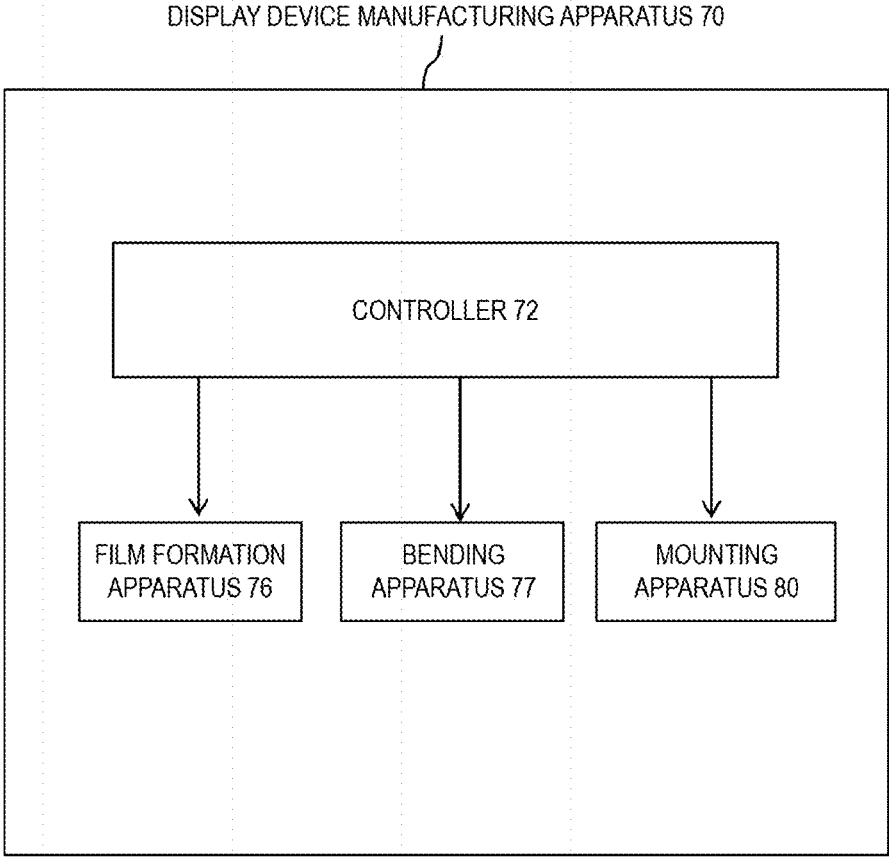 DISPLAY DEVICE MANUFACTURING APPARATUS 70
CONTROLLER 72
FILM FORMATION
APPARATUS 76
BENDING
APPARATUS 77
MOUNTING
APPARATUS 80